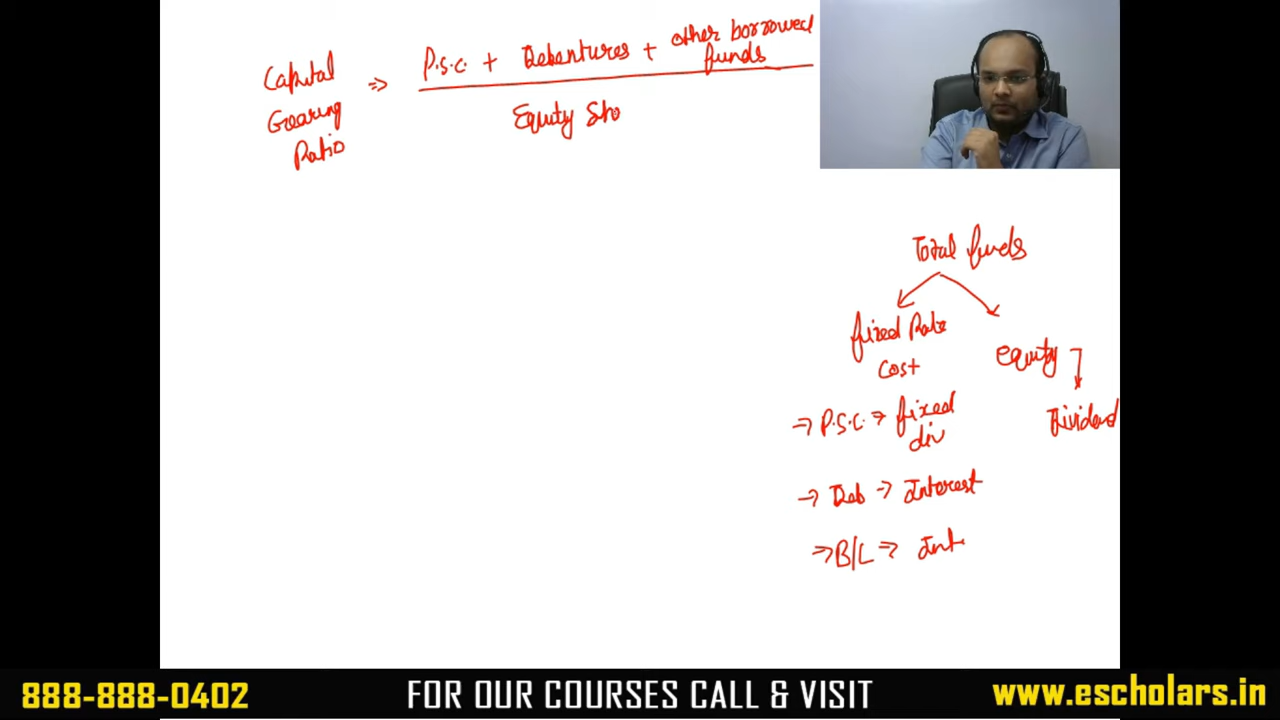 Capital
Gearing
Ratio
⇒
P.S.C. + Debentures + other borrowed
funds
Equity Sho
Total funds
fixed Rate
cost
equity
Dividend
⇒ P.S.C. ⇒ fixed
div
⇒ Deb ⇒ Interest
⇒ B/L ⇒ Int
888-888-0402
FOR OUR COURSES CALL & VISIT
www.escholars.in